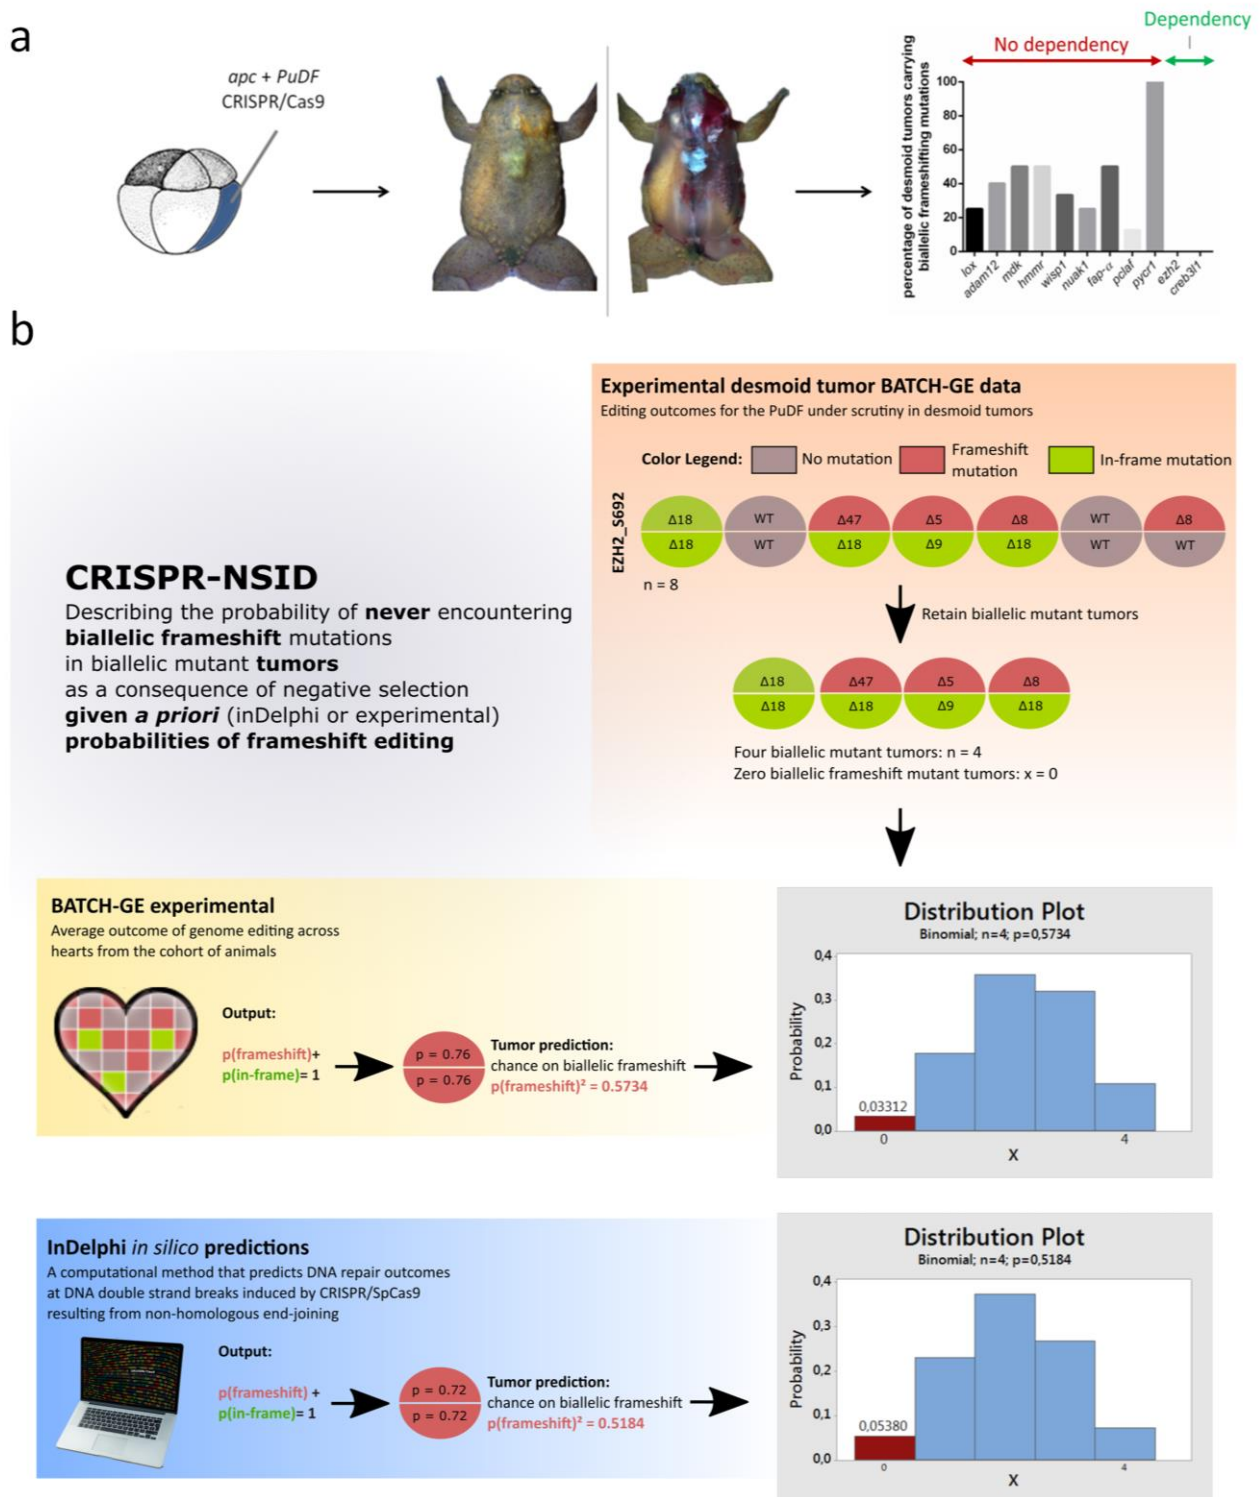 a
apc + PuDF
CRISPR/Cas9
Dependency
No dependency
percentage of desmoid tumors carrying
biallelic frameshifting mutations
100
80
60
40
20
0
lox
adam12
mdk
hmmr
wisp1
nuak1
fap-α
pclaf
pycr1
ezh2
creb3l1
b
Experimental desmoid tumor BATCH-GE data
Editing outcomes for the PuDF under scrutiny in desmoid tumors
Color Legend:
No mutation
Frameshift
mutation
In-frame mutation
EZH2_S692
Δ18 WT Δ47 Δ5 Δ8 WT Δ8
Δ18 WT Δ18 Δ9 Δ18 WT WT
n = 8
Retain biallelic mutant tumors
Δ18 Δ47 Δ5 Δ8
Δ18 Δ18 Δ9 Δ18
Four biallelic mutant tumors: n = 4
Zero biallelic frameshift mutant tumors: x = 0
CRISPR-NSID
Describing the probability of never encountering
biallelic frameshift mutations
in biallelic mutant tumors
as a consequence of negative selection
given a priori (inDelphi or experimental)
probabilities of frameshift editing
BATCH-GE experimental
Average outcome of genome editing across
hearts from the cohort of animals
Output:
p(frameshift)+
p(in-frame)= 1
p = 0.76
p = 0.76
Tumor prediction:
chance on biallelic frameshift
p(frameshift)² = 0.5734
Distribution Plot
Binomial; n=4; p=0,5734
Probability
0,4
0,3
0,2
0,1
0,0
0,03312
0 4
X
InDelphi in silico predictions
A computational method that predicts DNA repair outcomes
at DNA double strand breaks induced by CRISPR/SpCas9
resulting from non-homologous end-joining
Output:
p(frameshift) +
p(in-frame)= 1
p = 0.72
p = 0.72
Tumor prediction:
chance on biallelic frameshift
p(frameshift)² = 0.5184
Distribution Plot
Binomial; n=4; p=0,5184
Probability
0,4
0,3
0,2
0,1
0,0
0,05380
0 4
X